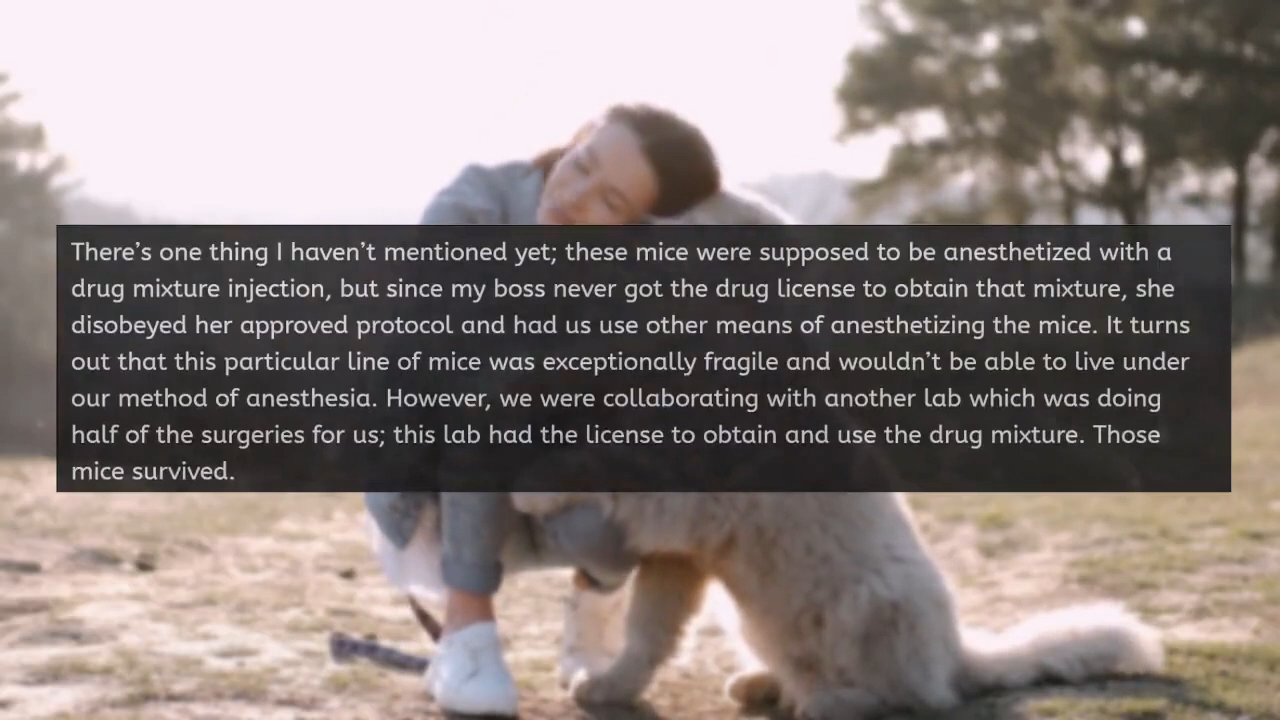 There’s one thing I haven’t mentioned yet; these mice were supposed to be anesthetized with a
drug mixture injection, but since my boss never got the drug license to obtain that mixture, she
disobeyed her approved protocol and had us use other means of anesthetizing the mice. It turns
out that this particular line of mice was exceptionally fragile and wouldn’t be able to live under
our method of anesthesia. However, we were collaborating with another lab which was doing
half of the surgeries for us; this lab had the license to obtain and use the drug mixture. Those
mice survived.